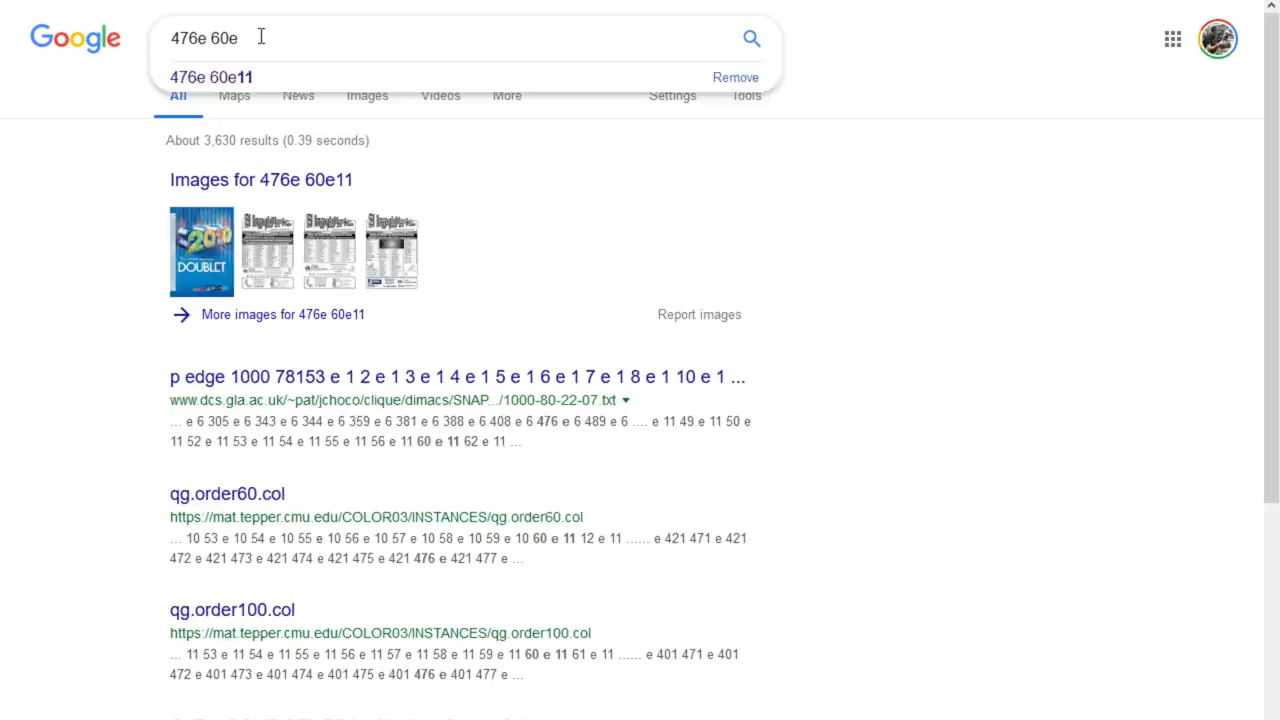 Google
476e 60e
476e 60e11 Remove
All Maps News Images Videos More Settings Tools
About 3,630 results (0.39 seconds)
Images for 476e 60e11
2010
DOUBLET
More images for 476e 60e11 Report images
p edge 1000 78153 e 1 2 e 1 3 e 1 4 e 1 5 e 1 6 e 1 7 e 1 8 e 1 10 e 1 ...
www.dcs.gla.ac.uk/~pat/jchoco/clique/dimacs/SNAP.../1000-80-22-07.txt
... e 6 305 e 6 343 e 6 344 e 6 359 e 6 381 e 6 388 e 6 408 e 6 476 e 6 489 e 6 .... e 11 49 e 11 50 e
11 52 e 11 53 e 11 54 e 11 55 e 11 56 e 11 60 e 11 62 e 11 ...
qg.order60.col
https://mat.tepper.cmu.edu/COLOR03/INSTANCES/qg.order60.col
... 10 53 e 10 54 e 10 55 e 10 56 e 10 57 e 10 58 e 10 59 e 10 60 e 11 12 e 11 ...... e 421 471 e 421
472 e 421 473 e 421 474 e 421 475 e 421 476 e 421 477 e ...
qg.order100.col
https://mat.tepper.cmu.edu/COLOR03/INSTANCES/qg.order100.col
... 11 53 e 11 54 e 11 55 e 11 56 e 11 57 e 11 58 e 11 59 e 11 60 e 11 61 e 11 ...... e 401 471 e 401
472 e 401 473 e 401 474 e 401 475 e 401 476 e 401 477 e ...